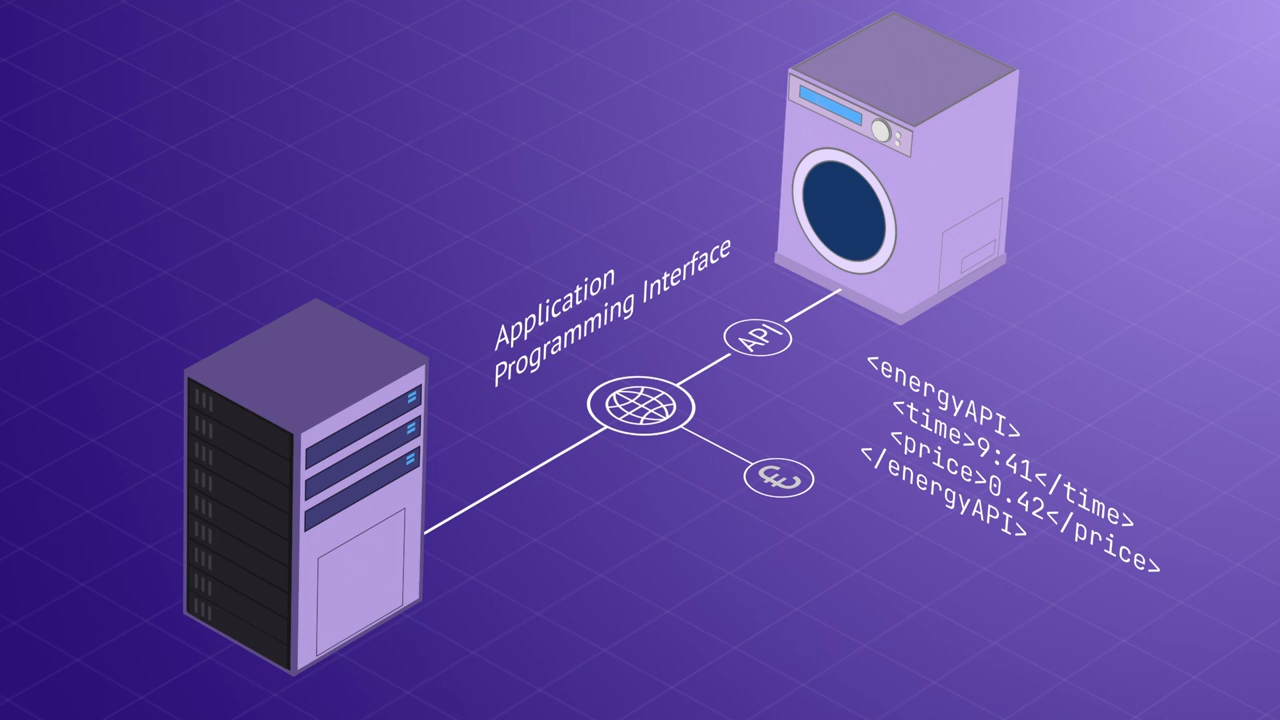 Application
Programming Interface
API
€
<energyAPI>
<time>9:41</time>
<price>0.42</price>
</energyAPI>